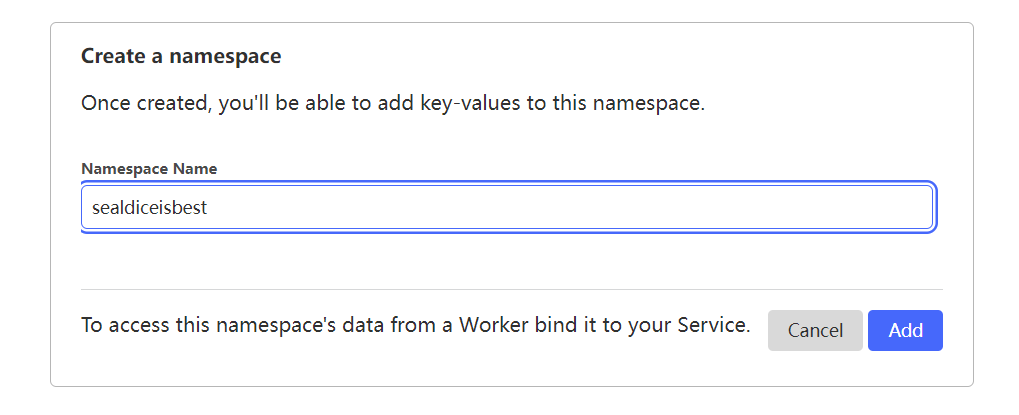 Create a namespace
Once created, you'll be able to add key-values to this namespace.
Namespace Name
sealdiceisbest
To access this namespace's data from a Worker bind it to your Service.
Cancel
Add